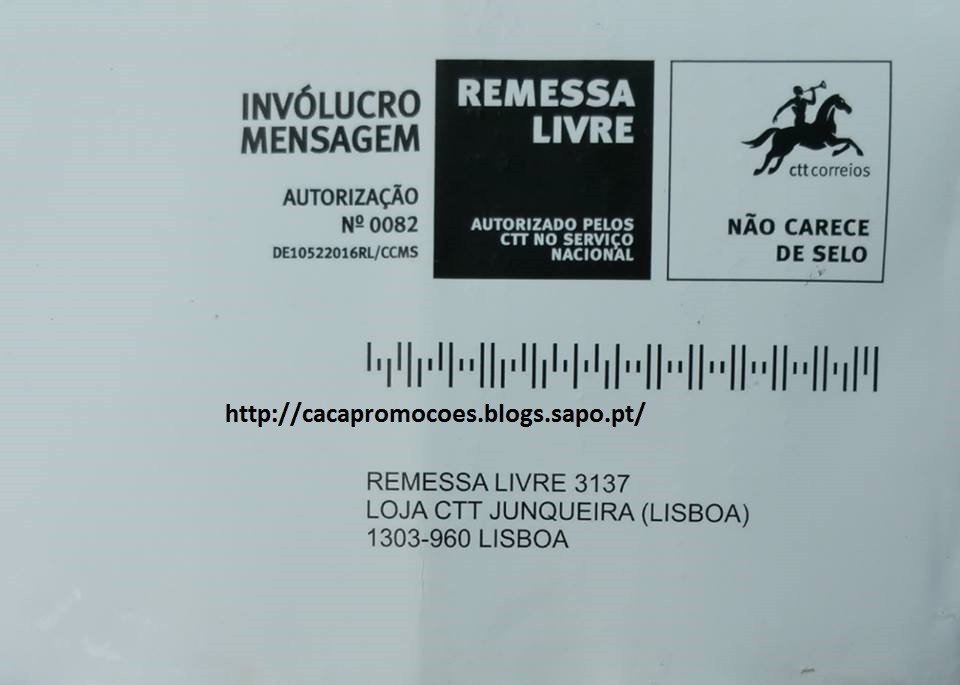 INVÓLUCRO
MENSAGEM
AUTORIZAÇÃO
Nº 0082
DE10522016RL/CCMS
REMESSA
LIVRE
AUTORIZADO PELOS
CTT NO SERVIÇO
NACIONAL
ctt correios
NÃO CARECE
DE SELO
http://cacapromocoes.blogs.sapo.pt/
REMESSA LIVRE 3137
LOJA CTT JUNQUEIRA (LISBOA)
1303-960 LISBOA